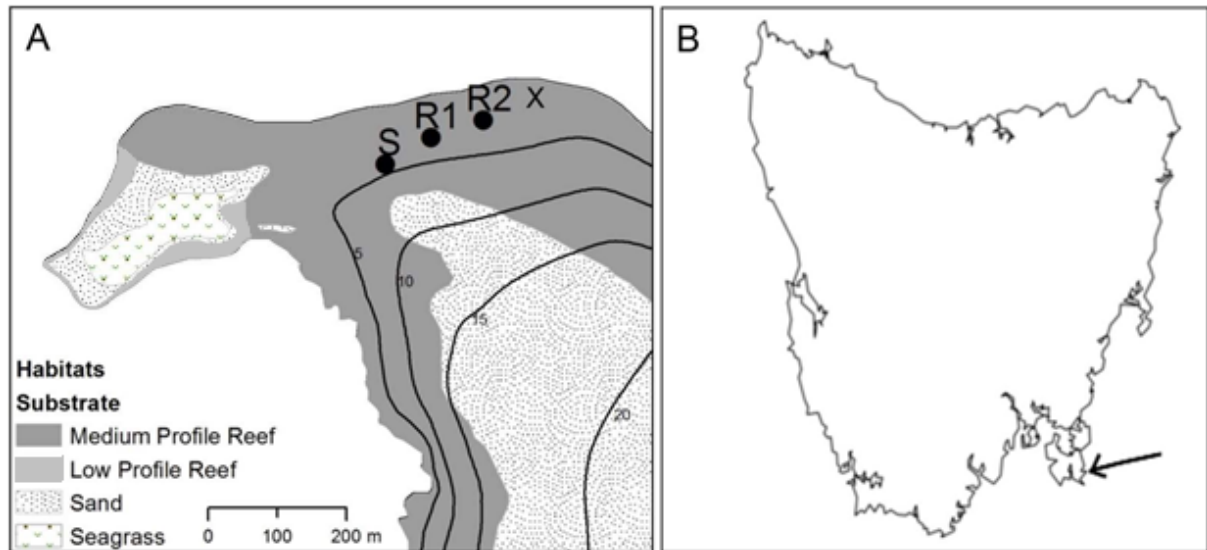 A
B
S R1 R2 X
5
10
15
20
Habitats
Substrate
Medium Profile Reef
Low Profile Reef
Sand
Seagrass
0 100 200 m